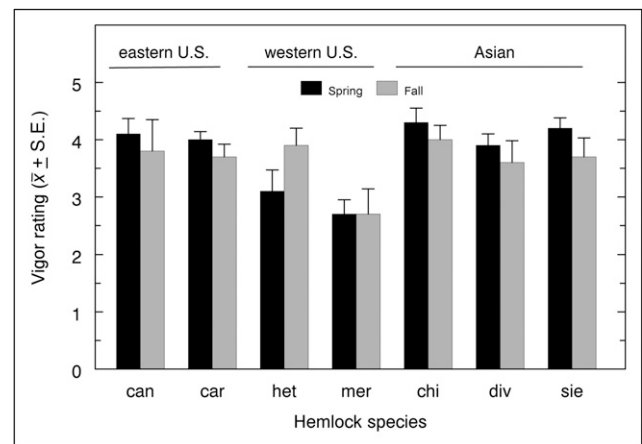 eastern U.S. western U.S. Asian
Spring Fall
5
4
3
2
1
0
Vigor rating (x̅ ± S.E.)
can car het mer chi div sie
Hemlock species